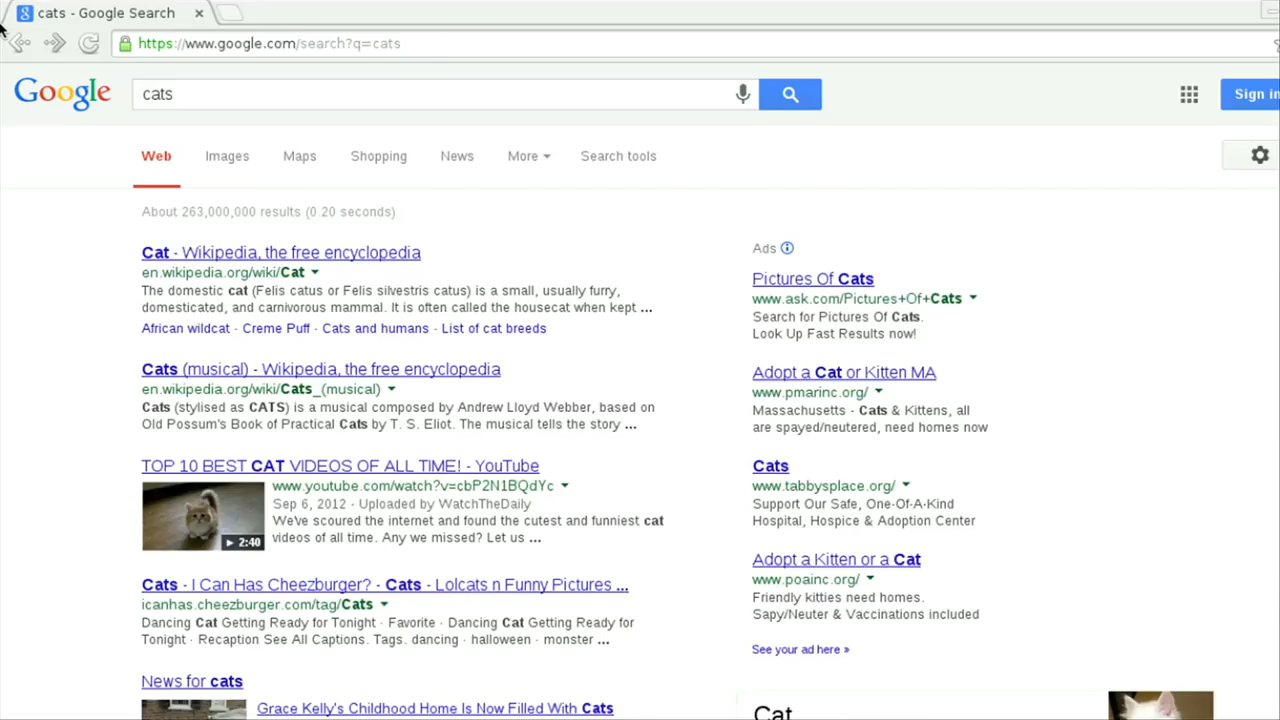 cats - Google Search
https://www.google.com/search?q=cats
Google
cats
Sign in
Web Images Maps Shopping News More Search tools
About 263,000,000 results (0.20 seconds)
Cat - Wikipedia, the free encyclopedia
en.wikipedia.org/wiki/Cat
The domestic cat (Felis catus or Felis silvestris catus) is a small, usually furry,
domesticated, and carnivorous mammal. It is often called the housecat when kept ...
African wildcat · Creme Puff · Cats and humans · List of cat breeds
Cats (musical) - Wikipedia, the free encyclopedia
en.wikipedia.org/wiki/Cats_(musical)
Cats (stylised as CATS) is a musical composed by Andrew Lloyd Webber, based on
Old Possum's Book of Practical Cats by T. S. Eliot. The musical tells the story ...
TOP 10 BEST CAT VIDEOS OF ALL TIME! - YouTube
www.youtube.com/watch?v=cbP2N1BQdYc
Sep 6, 2012 · Uploaded by WatchTheDaily
We've scoured the internet and found the cutest and funniest cat
videos of all time. Any we missed? Let us ...
2:40
Cats - I Can Has Cheezburger? - Cats - Lolcats n Funny Pictures ...
icanhas.cheezburger.com/tag/Cats
Dancing Cat Getting Ready for Tonight · Favorite · Dancing Cat Getting Ready for
Tonight · Recaption See All Captions. Tags. dancing · halloween · monster ...
News for cats
Grace Kelly's Childhood Home Is Now Filled With Cats
Ads
Pictures Of Cats
www.ask.com/Pictures+Of+Cats
Search for Pictures Of Cats.
Look Up Fast Results now!
Adopt a Cat or Kitten MA
www.pmarinc.org/
Massachusetts - Cats & Kittens, all
are spayed/neutered, need homes now
Cats
www.tabbysplace.org/
Support Our Safe, One-Of-A-Kind
Hospital, Hospice & Adoption Center
Adopt a Kitten or a Cat
www.poainc.org/
Friendly kitties need homes.
Sapy/Neuter & Vaccinations included
See your ad here »
Cat